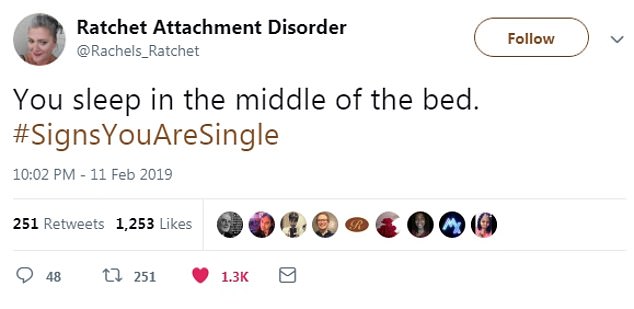 Ratchet Attachment Disorder
@Rachels_Ratchet
Follow
You sleep in the middle of the bed.
#SignsYouAreSingle
10:02 PM - 11 Feb 2019
251 Retweets 1,253 Likes
48 251 1.3K